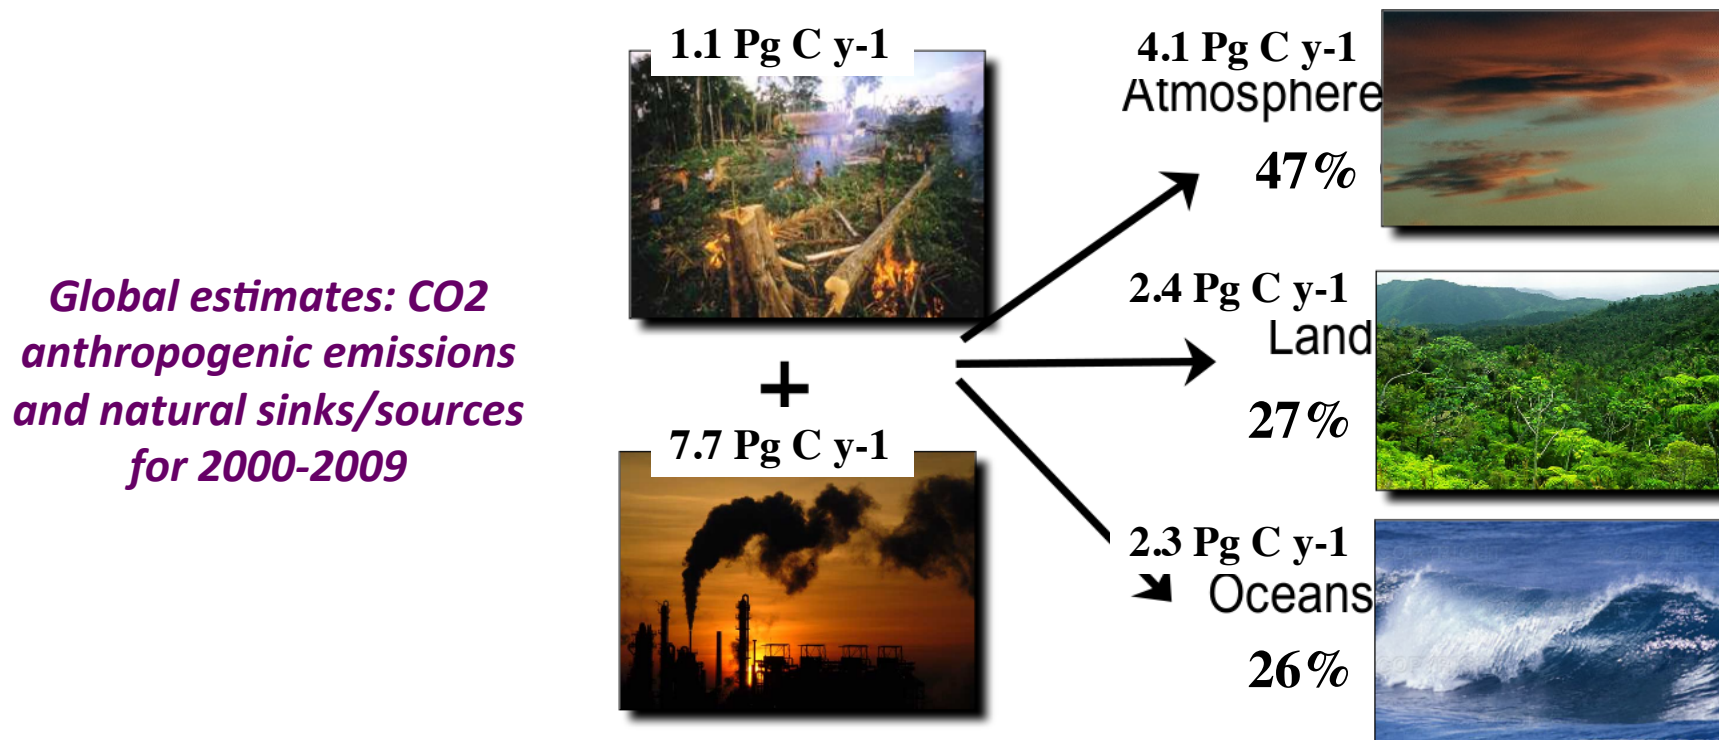 Global estimates: CO2
anthropogenic emissions
and natural sinks/sources
for 2000-2009
1.1 Pg C y-1
+
7.7 Pg C y-1
4.1 Pg C y-1
Atmosphere
47%
2.4 Pg C y-1
Land
27%
2.3 Pg C y-1
Oceans
26%